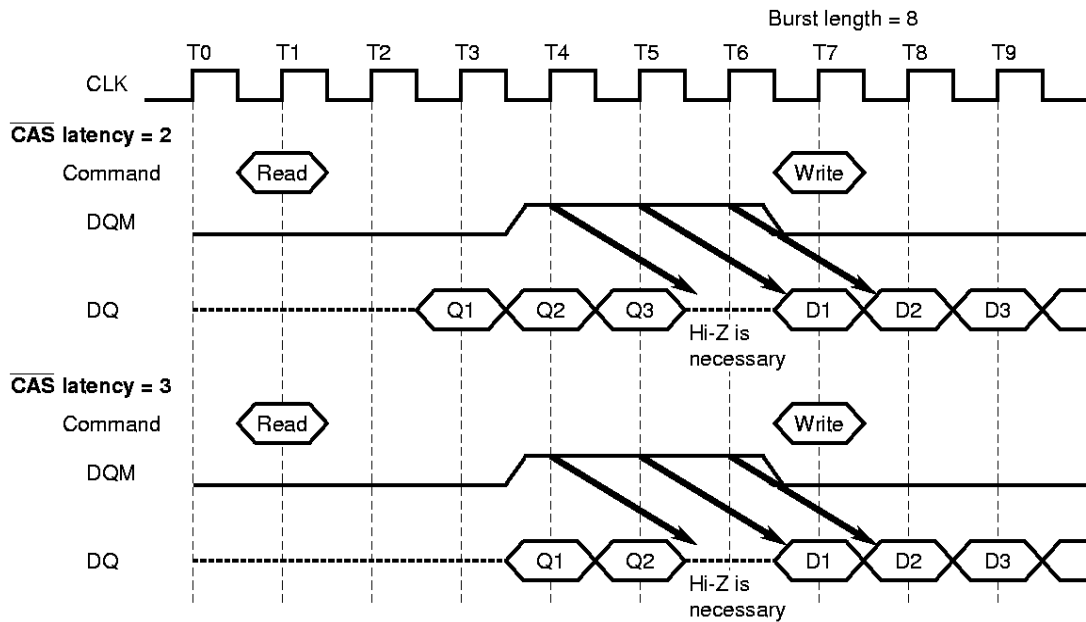 Burst length = 8
T0 T1 T2 T3 T4 T5 T6 T7 T8 T9
CLK
CAS latency = 2
Command Read Write
DQM
DQ Q1 Q2 Q3 D1 D2 D3
Hi-Z is
necessary
CAS latency = 3
Command Read Write
DQM
DQ Q1 Q2 D1 D2 D3
Hi-Z is
necessary